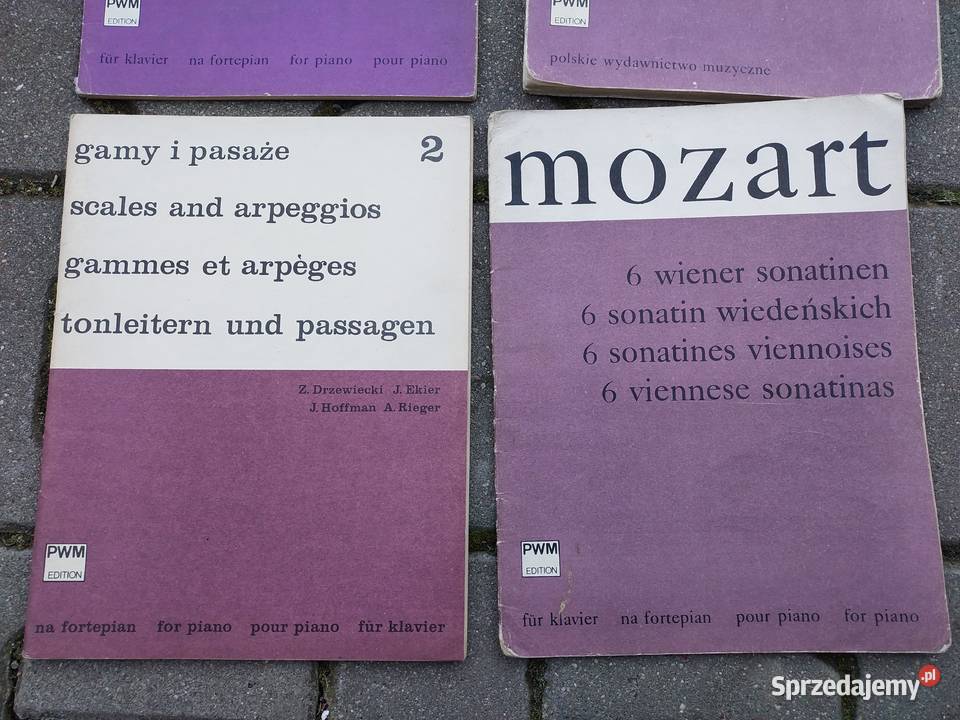 PWM
EDITION
für klavier na fortepian for piano pour piano
PWM
EDITION
polskie wydawnictwo muzyczne
gamy i pasaże 2
scales and arpeggios
gammes et arpèges
tonleitern und passagen
Z. Drzewiecki J. Ekier
J. Hoffman A. Rieger
PWM
EDITION
na fortepian for piano pour piano für klavier
mozart
6 wiener sonatinen
6 sonatin wiedeńskich
6 sonatines viennoises
6 viennese sonatinas
PWM
EDITION
für klavier na fortepian pour piano for piano
Sprzedajemy.pl